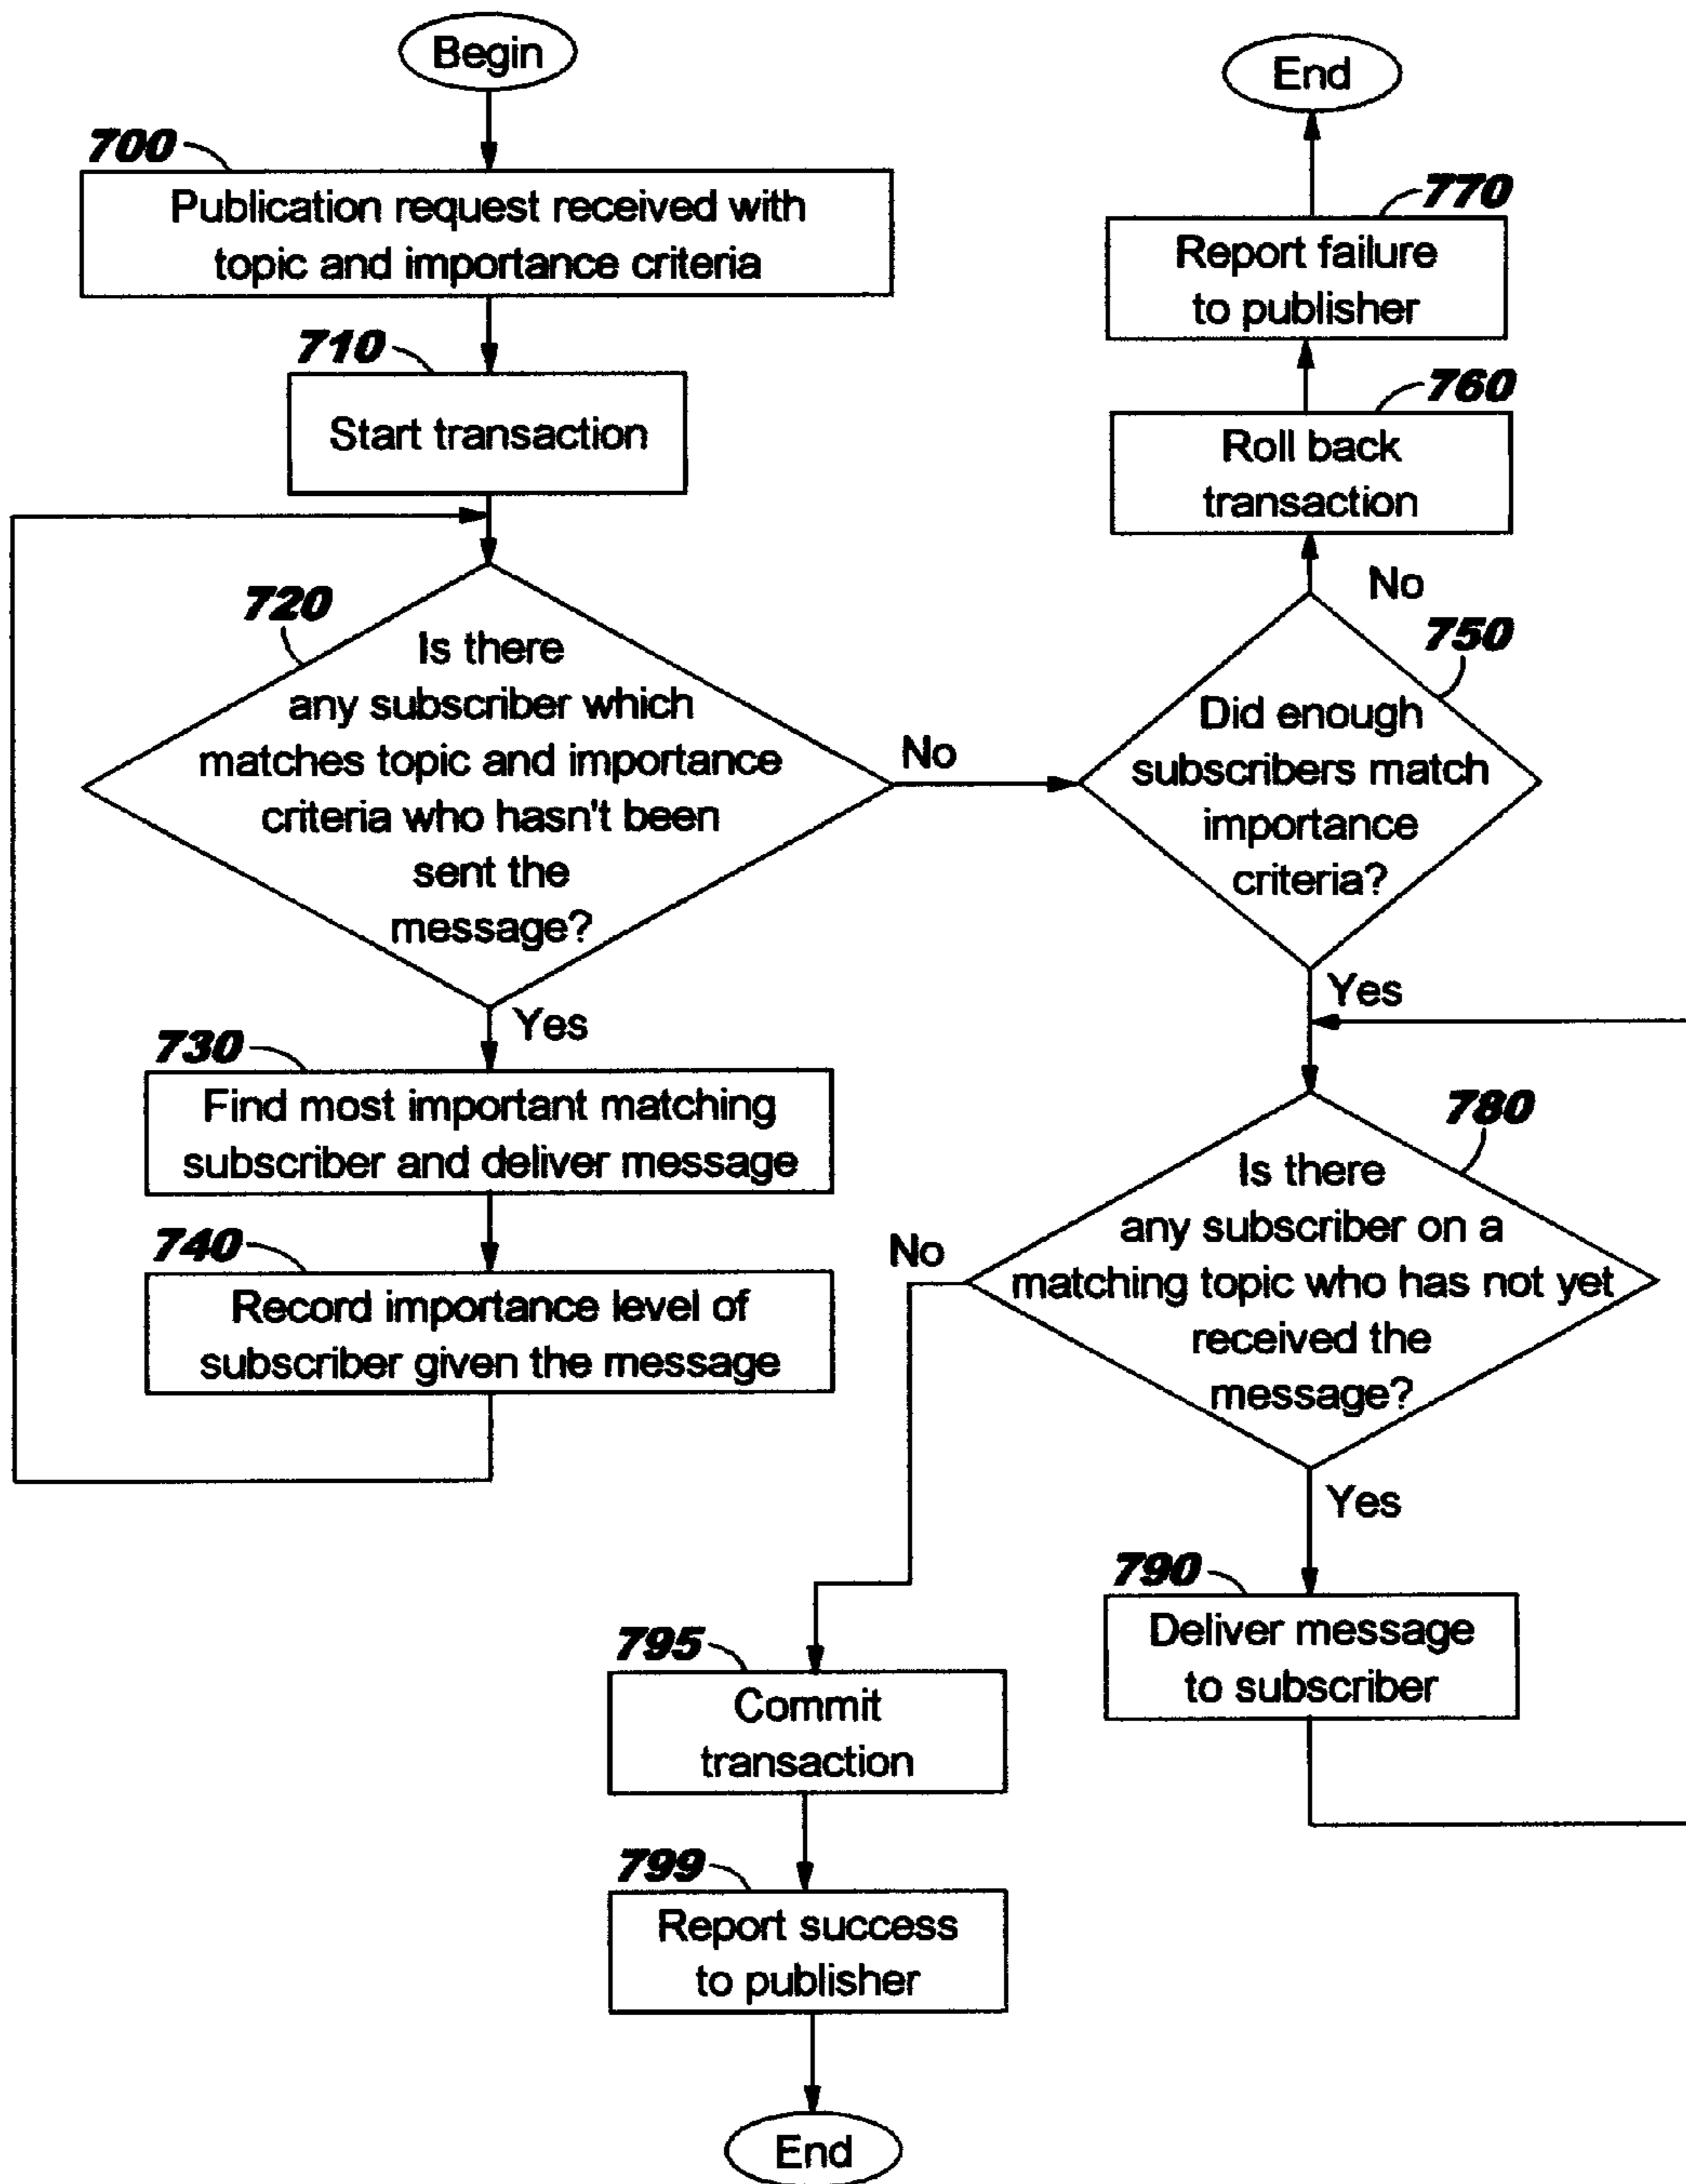 Begin
700
Publication request received with
topic and importance criteria
710
Start transaction
720
Is there
any subscriber which
matches topic and importance
criteria who hasn't been
sent the
message?
No
Yes
730
Find most important matching
subscriber and deliver message
740
Record importance level of
subscriber given the message
End
770
Report failure
to publisher
760
Roll back
transaction
No
750
Did enough
subscribers match
importance
criteria?
Yes
780
Is there
any subscriber on a
matching topic who has not yet
received the
message?
No
Yes
790
Deliver message
to subscriber
795
Commit
transaction
799
Report success
to publisher
End